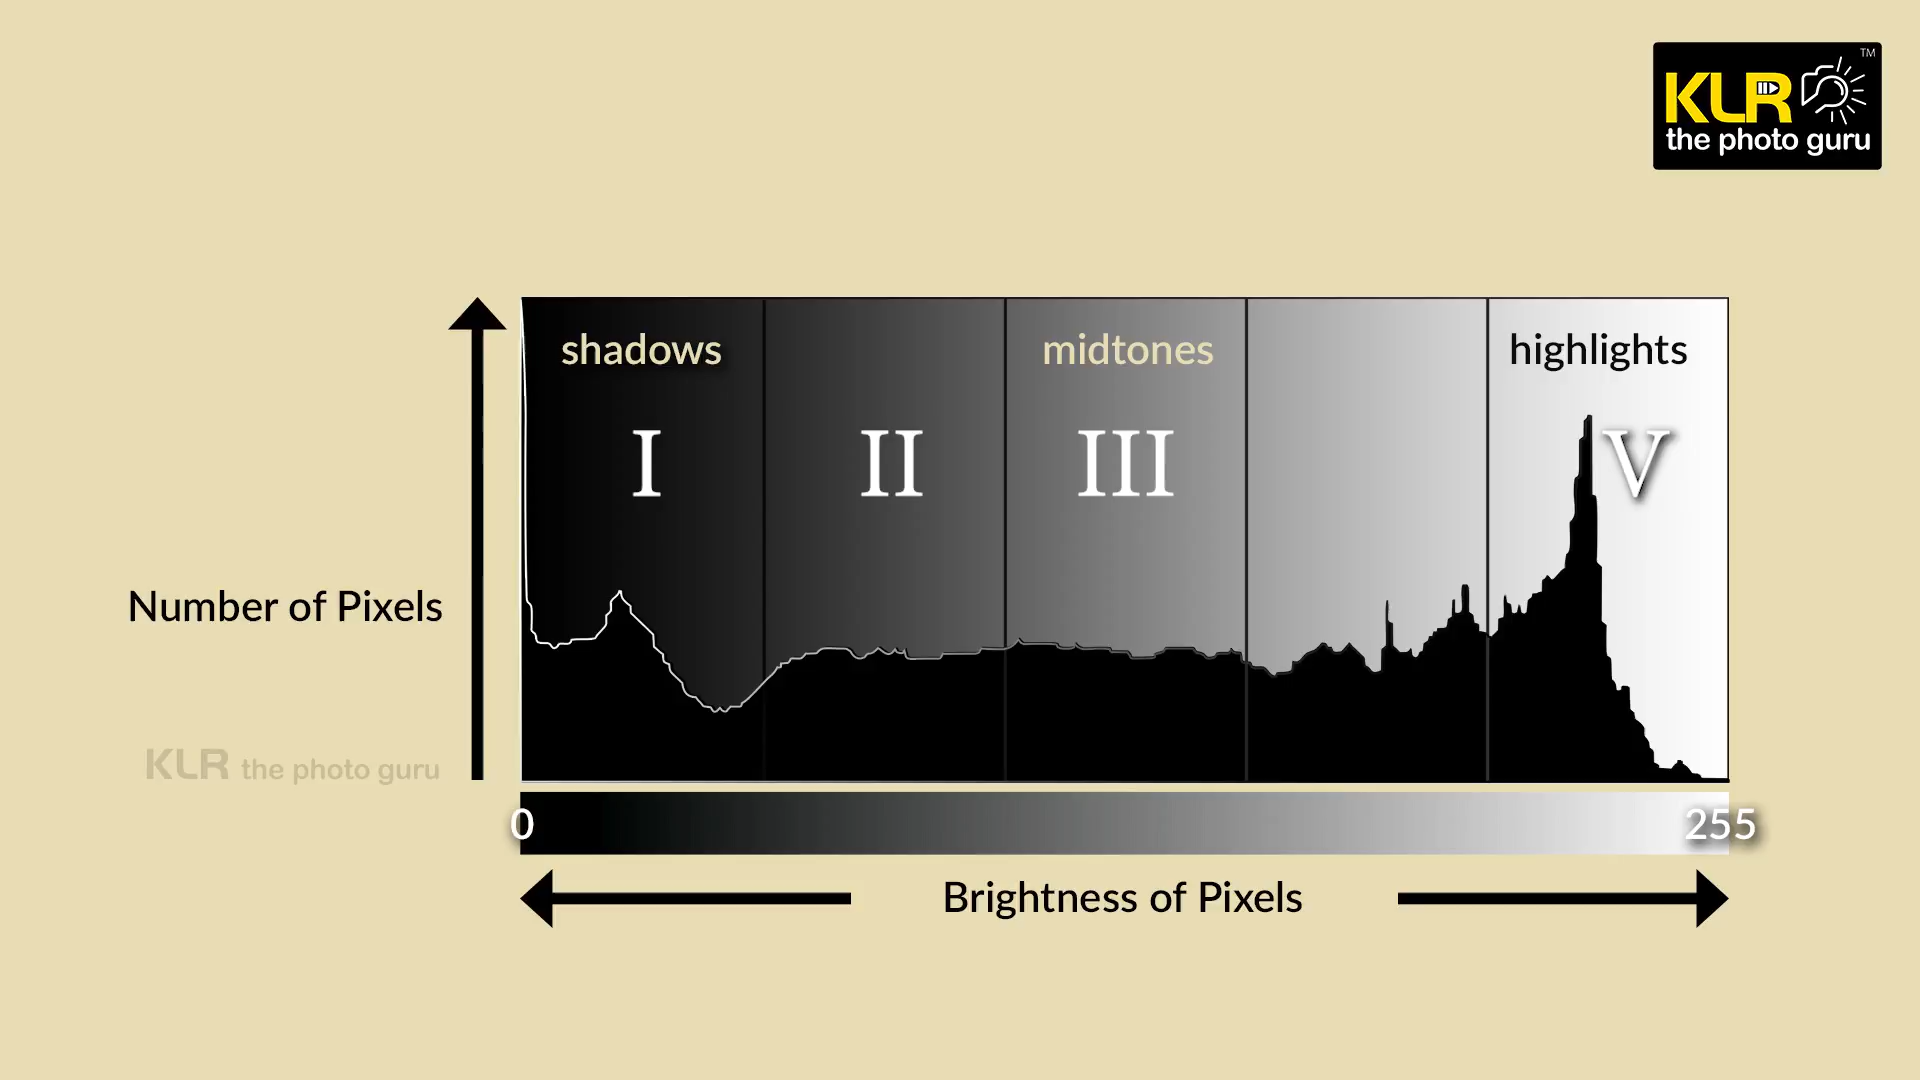 TM
KLR
the photo guru
shadows
midtones
highlights
I
II
III
V
Number of Pixels
KLR the photo guru
0
255
Brightness of Pixels